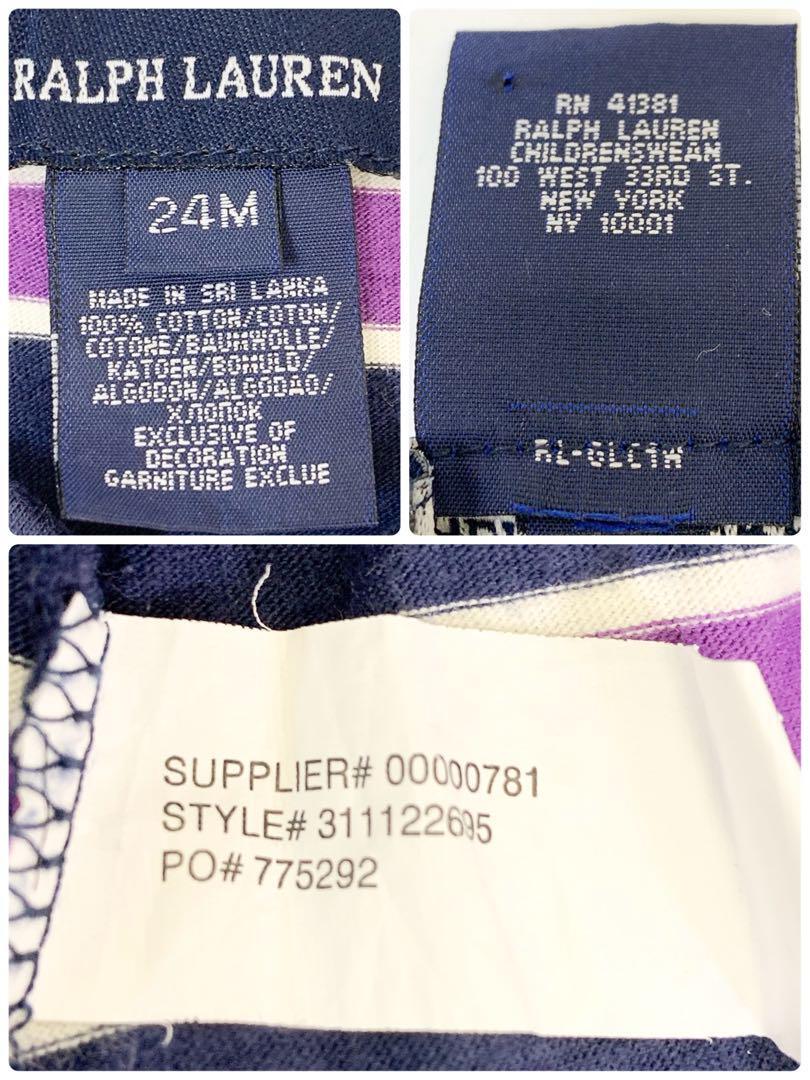 RALPH LAUREN
24M
MADE IN SRI LANKA
100% COTTON/COTON/
COTONE/BAUMWOLLE/
KATOEN/BOMULD/
ALGODON/ALGODAO/
ХЛОПОК
EXCLUSIVE OF
DECORATION
GARNITURE EXCLUE
RN 41381
RALPH LAUREN
CHILDRENSWEAR
100 WEST 33RD ST.
NEW YORK
NY 10001
RL-GLC1W
SUPPLIER# 00000781
STYLE# 311122695
PO# 775292